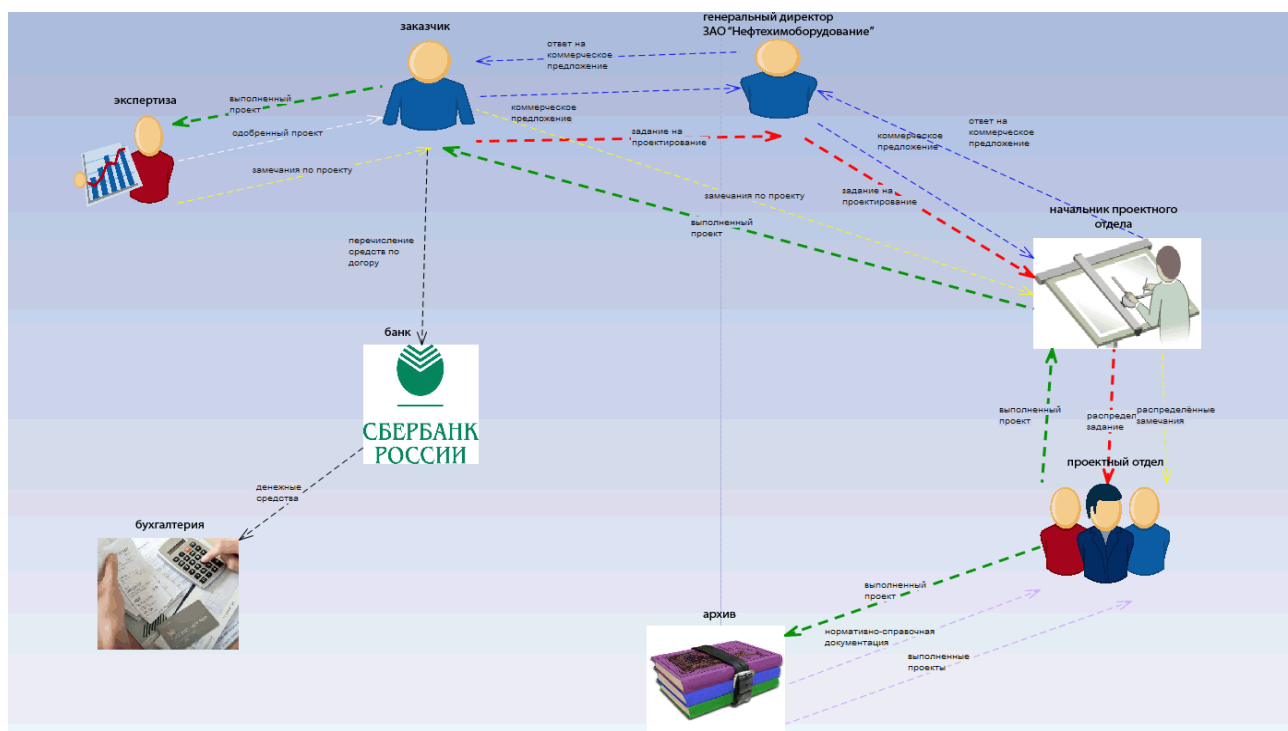 генеральный директор
ЗАО "Нефтехимоборудование"
заказчик
ответ на
коммерческое
предложение
экспертиза
выполненный
проект
коммерческое
предложение
одобренный проект
задание на
проектирование
коммерческое
предложение
ответ на
коммерческое
предложение
замечания по проекту
замечания по проекту
задание на
проектирование
выполненный
проект
начальник проектного
отдела
перечисление
средств по
догору
банк
СБЕРБАНК
РОССИИ
выполненный
проект
распредел
задание
распределённые
замечания
проектный отдел
денежные
средства
бухгалтерия
выполненный
проект
архив
нормативно-справочная
документация
выполненные
проекты